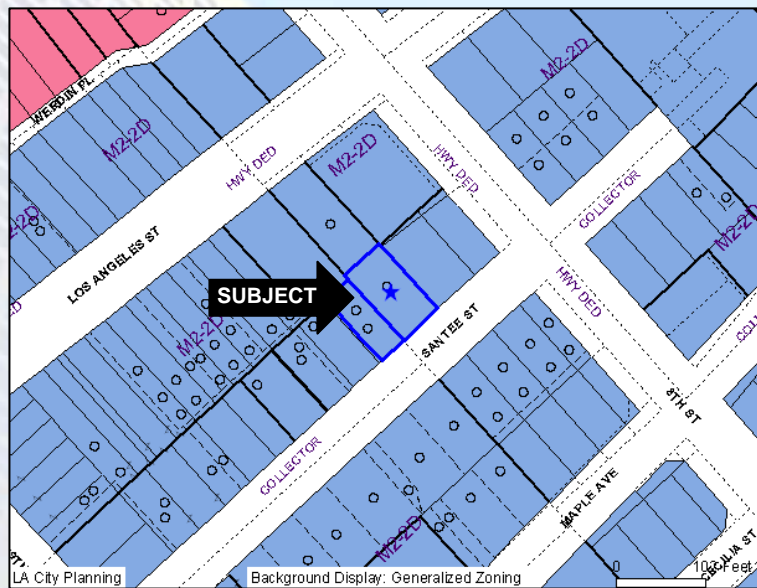 WERDIN PL
M2-2D
M2-2D
HWY DED
M2-2D
HWY DED
M2-2D
COLLECTOR
M2-2D
LOS ANGELES ST
HWY DED
SUBJECT
M2-2D
SANTEE ST
8TH ST
COLLECTOR
MAPLE AVE
M2-2D
CECILIA ST
0
Feet
LA City Planning
Background Display: Generalized Zoning